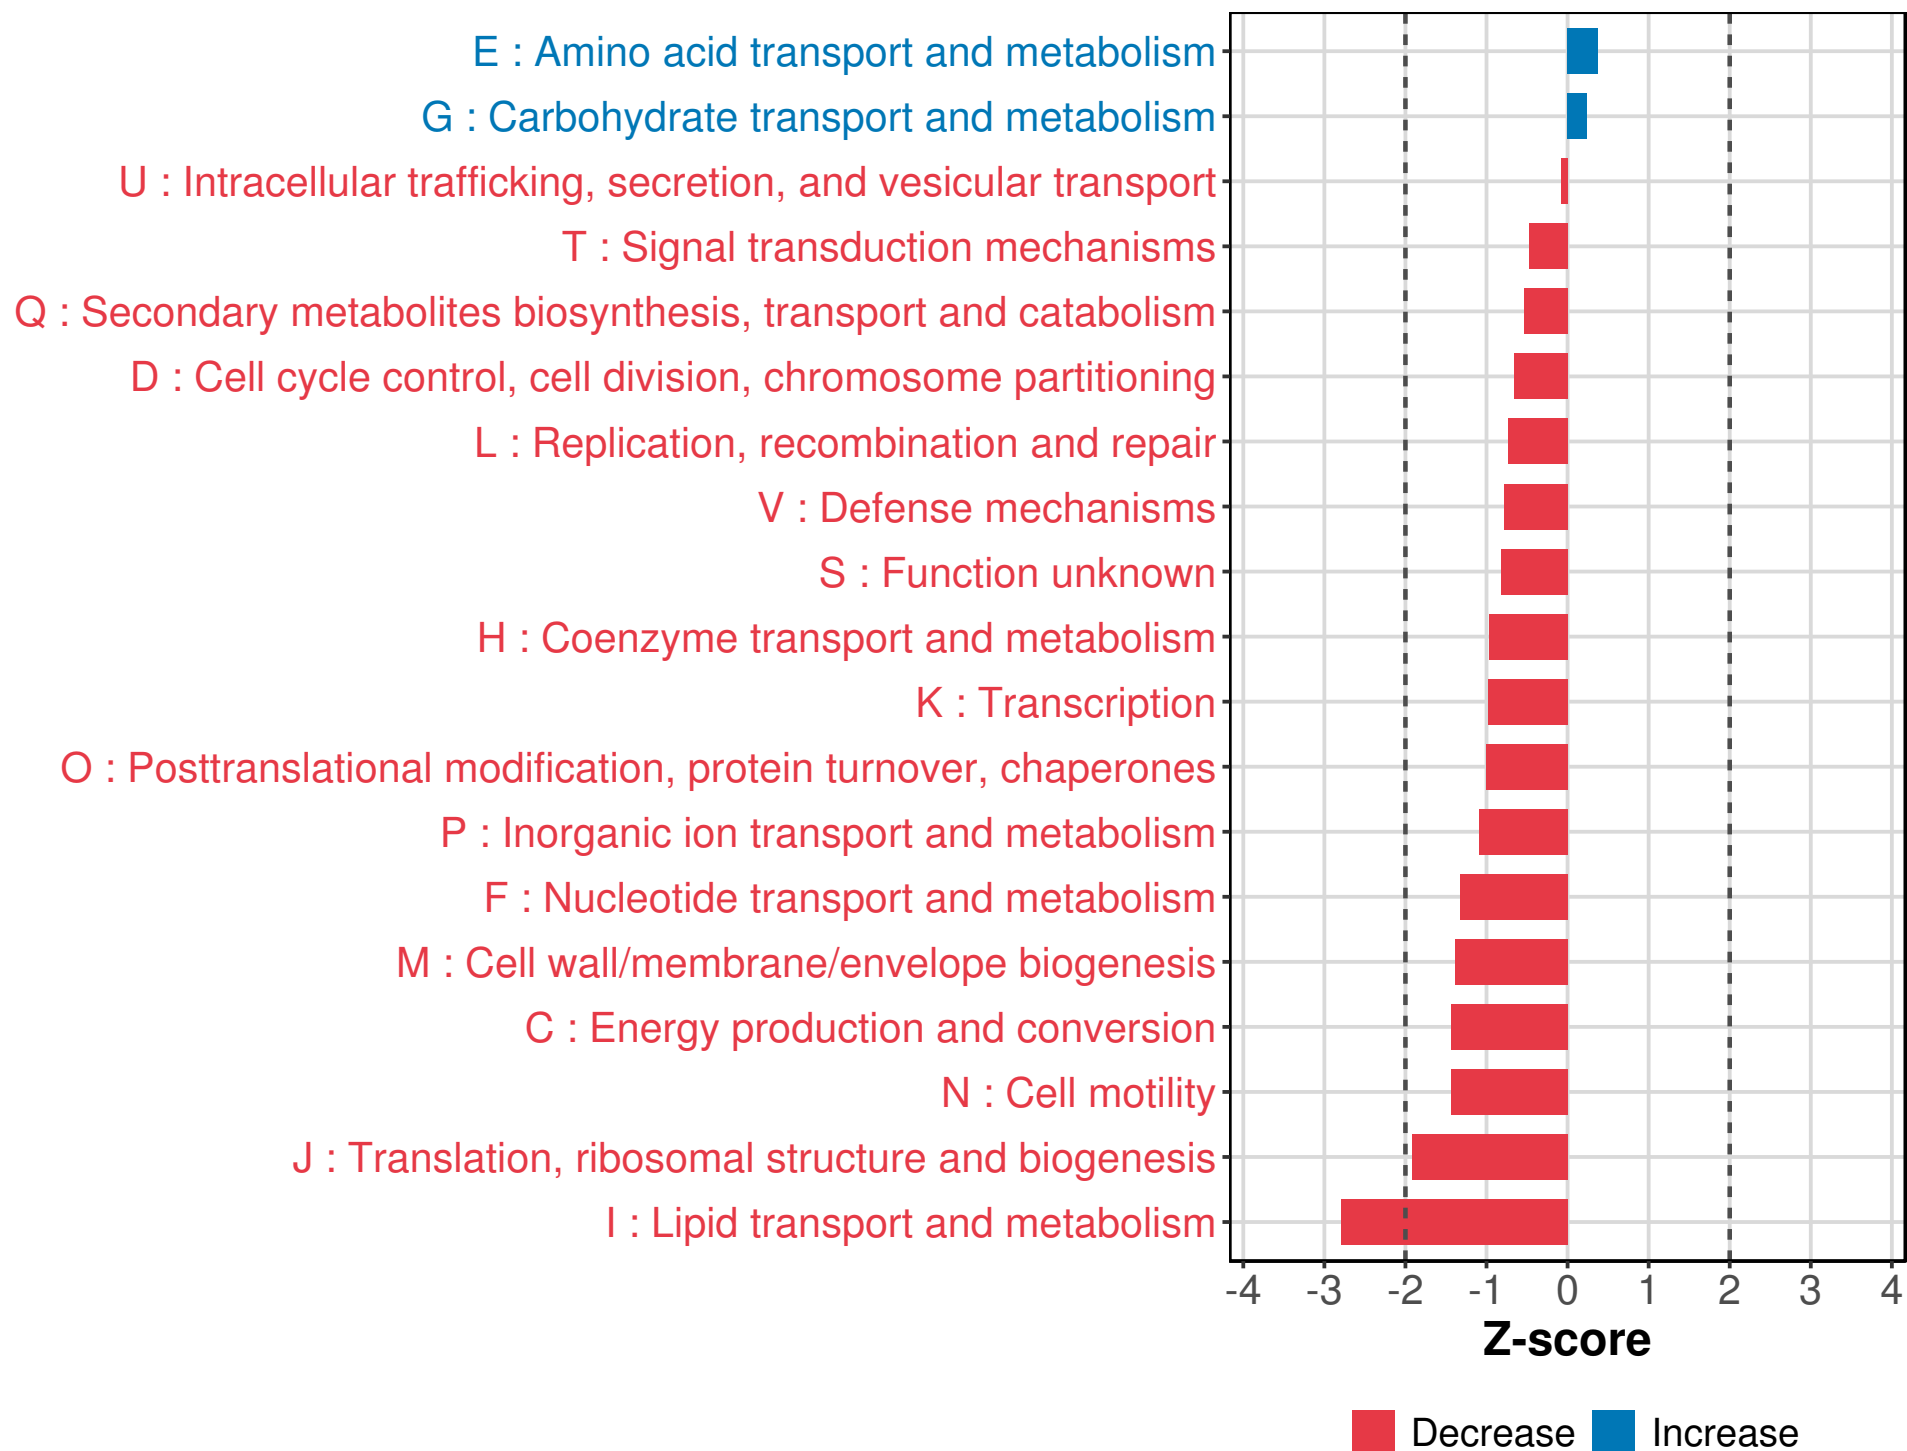 E : Amino acid transport and metabolism
G : Carbohydrate transport and metabolism
U : Intracellular trafficking, secretion, and vesicular transport
T : Signal transduction mechanisms
Q : Secondary metabolites biosynthesis, transport and catabolism
D : Cell cycle control, cell division, chromosome partitioning
L : Replication, recombination and repair
V : Defense mechanisms
S : Function unknown
H : Coenzyme transport and metabolism
K : Transcription
O : Posttranslational modification, protein turnover, chaperones
P : Inorganic ion transport and metabolism
F : Nucleotide transport and metabolism
M : Cell wall/membrane/envelope biogenesis
C : Energy production and conversion
N : Cell motility
J : Translation, ribosomal structure and biogenesis
I : Lipid transport and metabolism
-4 -3 -2 -1 0 1 2 3 4
Z-score
Decrease Increase